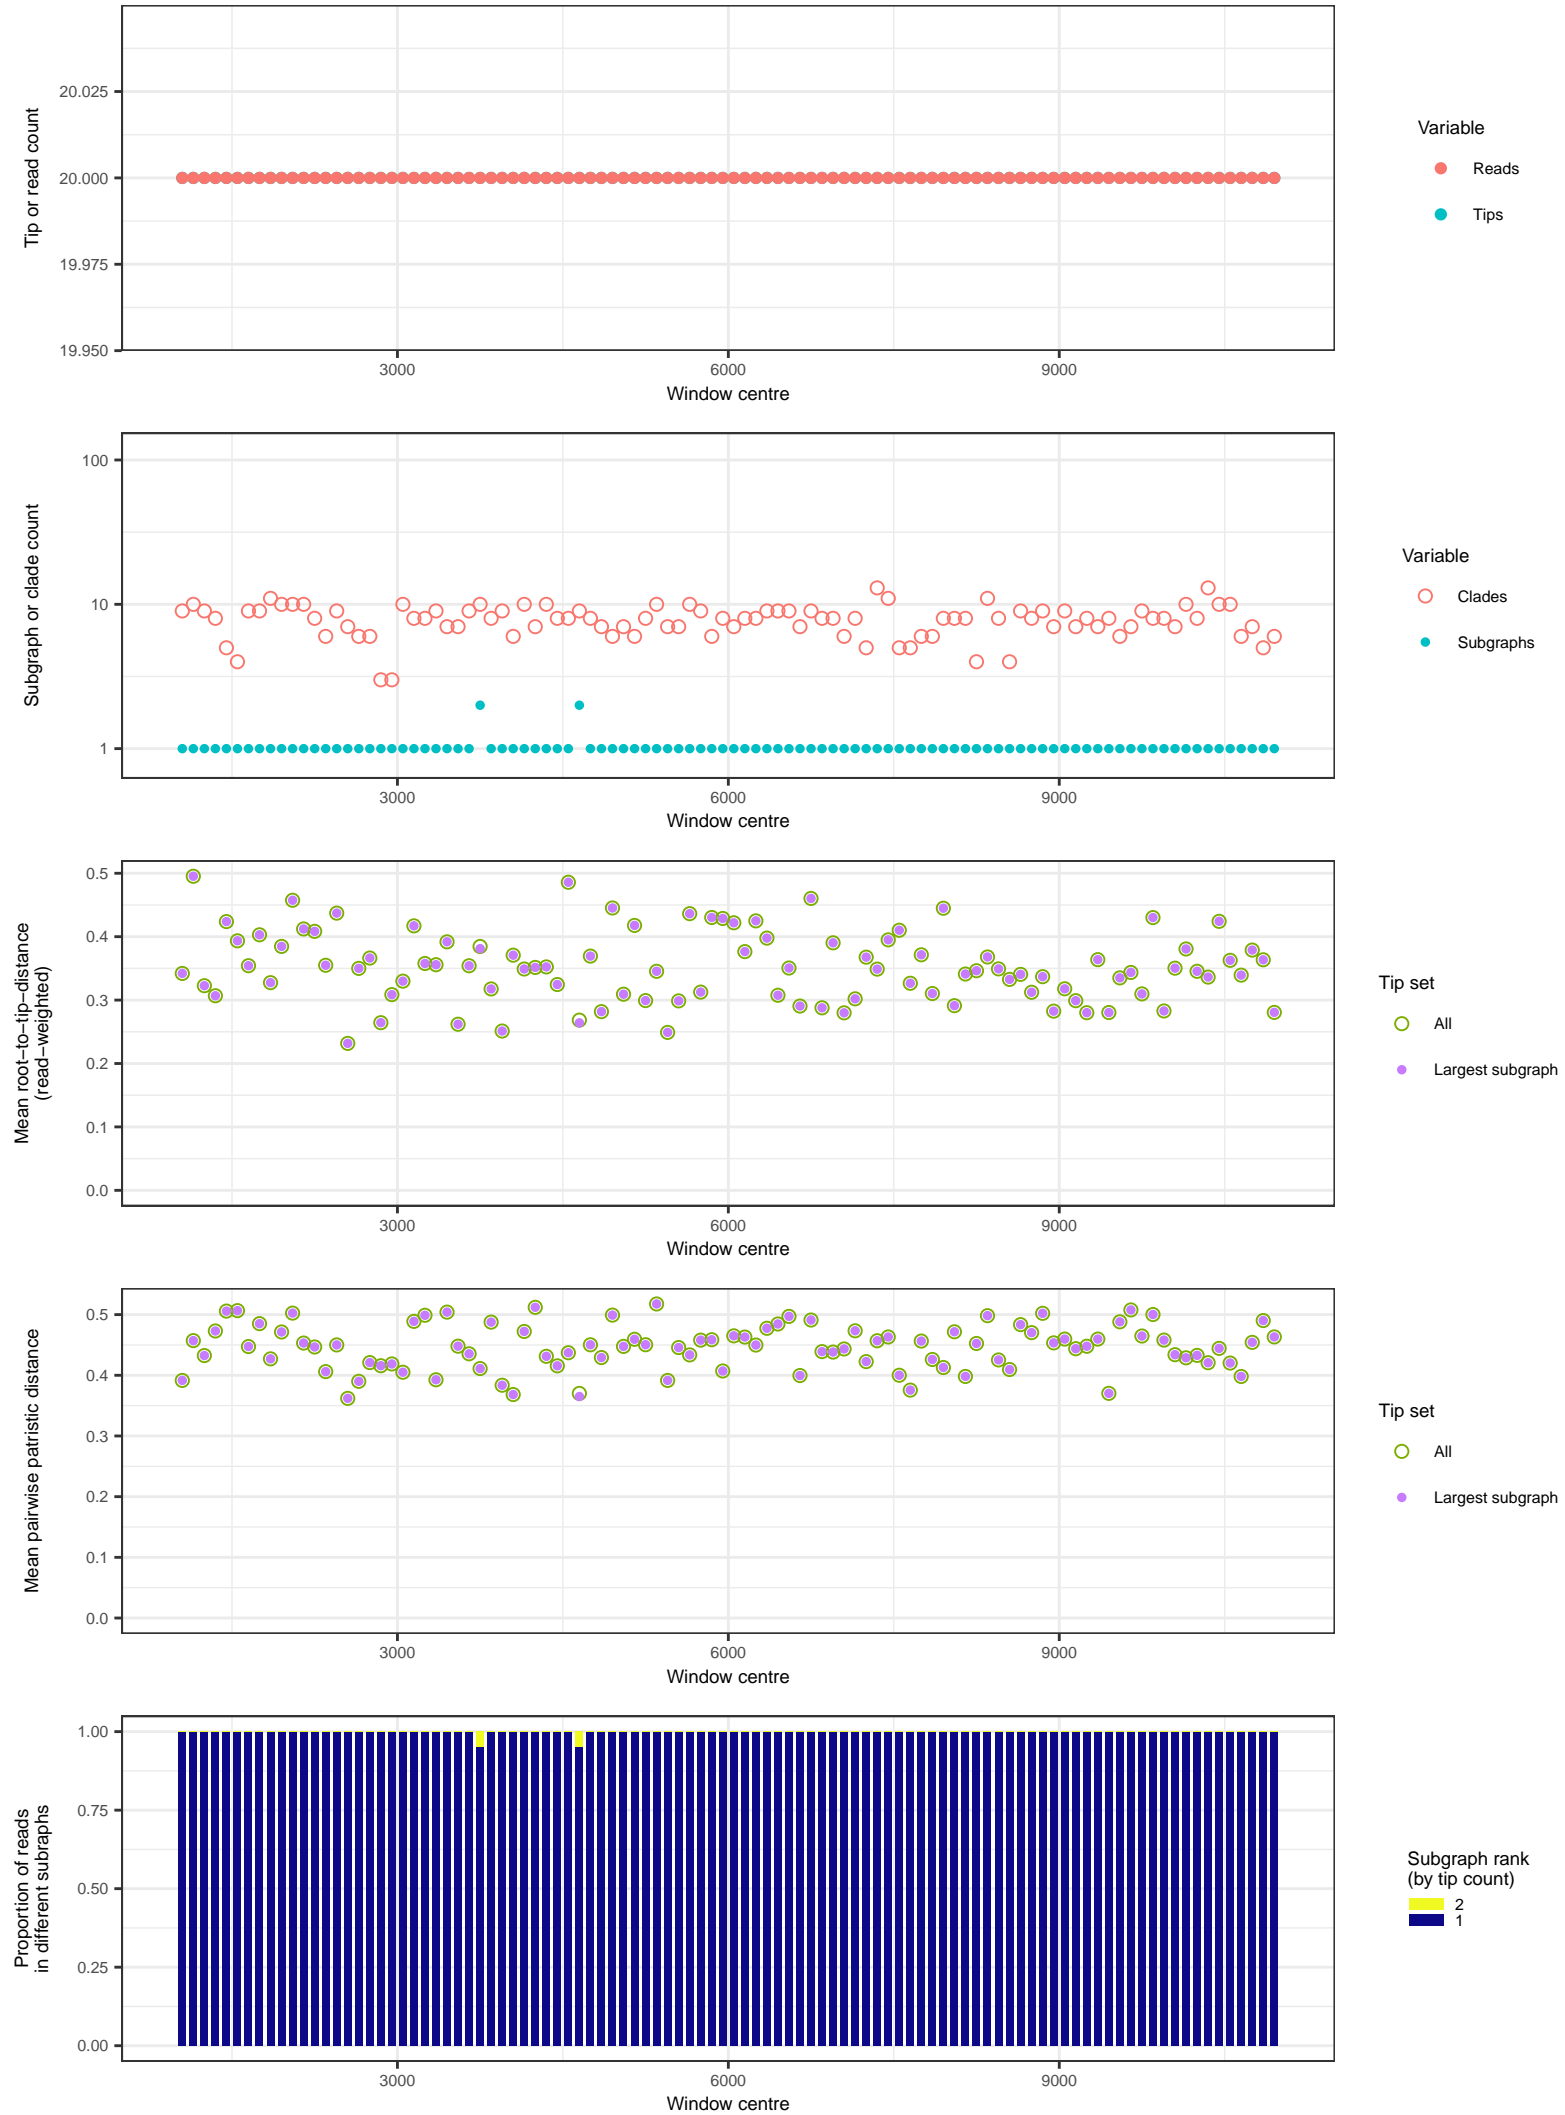 Tip or read count
20.025
20.000
19.975
19.950
3000
6000
9000
Window centre
Variable
Reads
Tips
Subgraph or clade count
100
10
1
3000
6000
9000
Window centre
Variable
Clades
Subgraphs
Mean root-to-tip-distance
(read-weighted)
0.5
0.4
0.3
0.2
0.1
0.0
3000
6000
9000
Window centre
Tip set
All
Largest subgraph
Mean pairwise patristic distance
0.5
0.4
0.3
0.2
0.1
0.0
3000
6000
9000
Window centre
Tip set
All
Largest subgraph
Proportion of reads
in different subraphs
1.00
0.75
0.50
0.25
0.00
3000
6000
9000
Window centre
Subgraph rank
(by tip count)
2
1